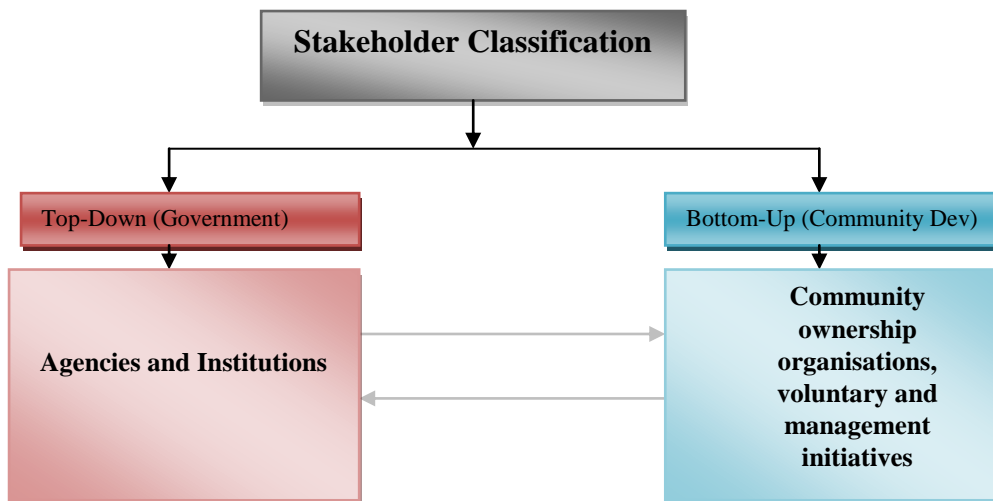 Stakeholder Classification
Top-Down (Government)
Bottom-Up (Community Dev)
Agencies and Institutions
Community
ownership
organisations,
voluntary and
management
initiatives